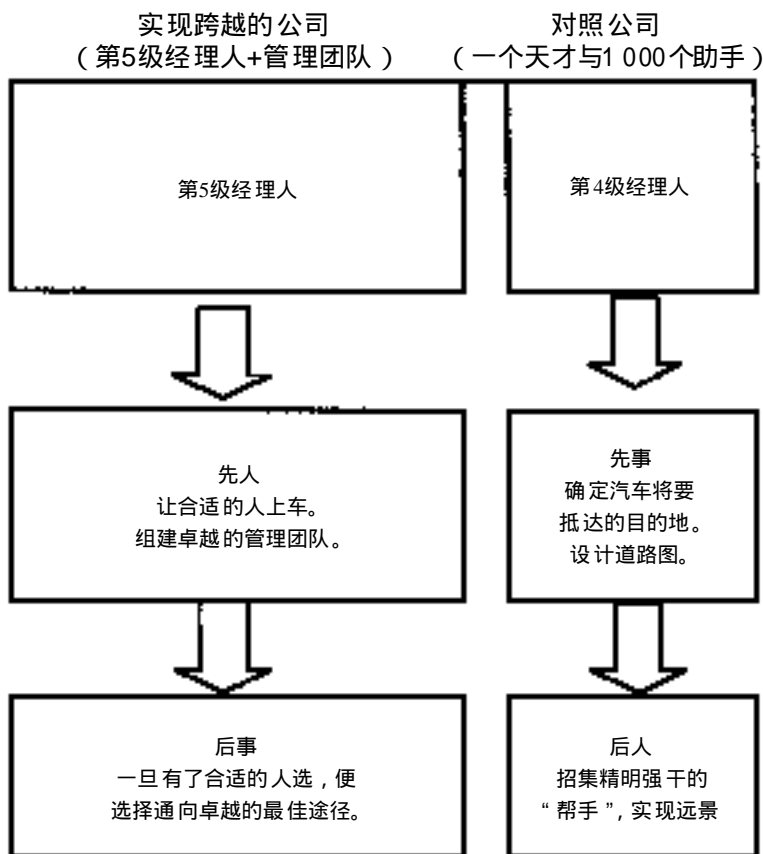 实现跨越的公司
（第5级经理人+管理团队）
对照公司
（一个天才与1 000个助手）
第5级经理人
第4级经理人
先人
让合适的人上车。
组建卓越的管理团队。
先事
确定汽车将要
抵达的目的地。
设计道路图。
后事
一旦有了合适的人选，便
选择通向卓越的最佳途径。
后人
招集精明强干的
“帮手”，实现远景